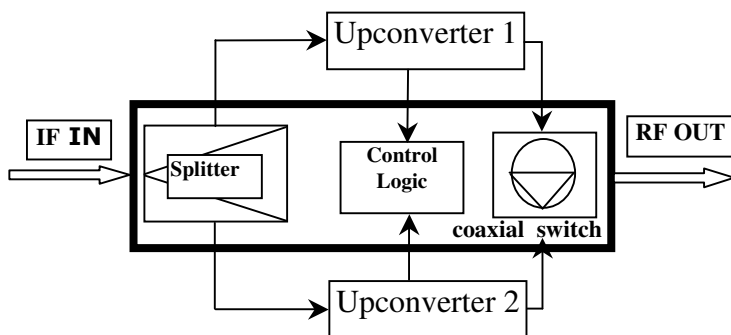 Upconverter 1
IF IN
RF OUT
Splitter
Control
Logic
coaxial switch
Upconverter 2